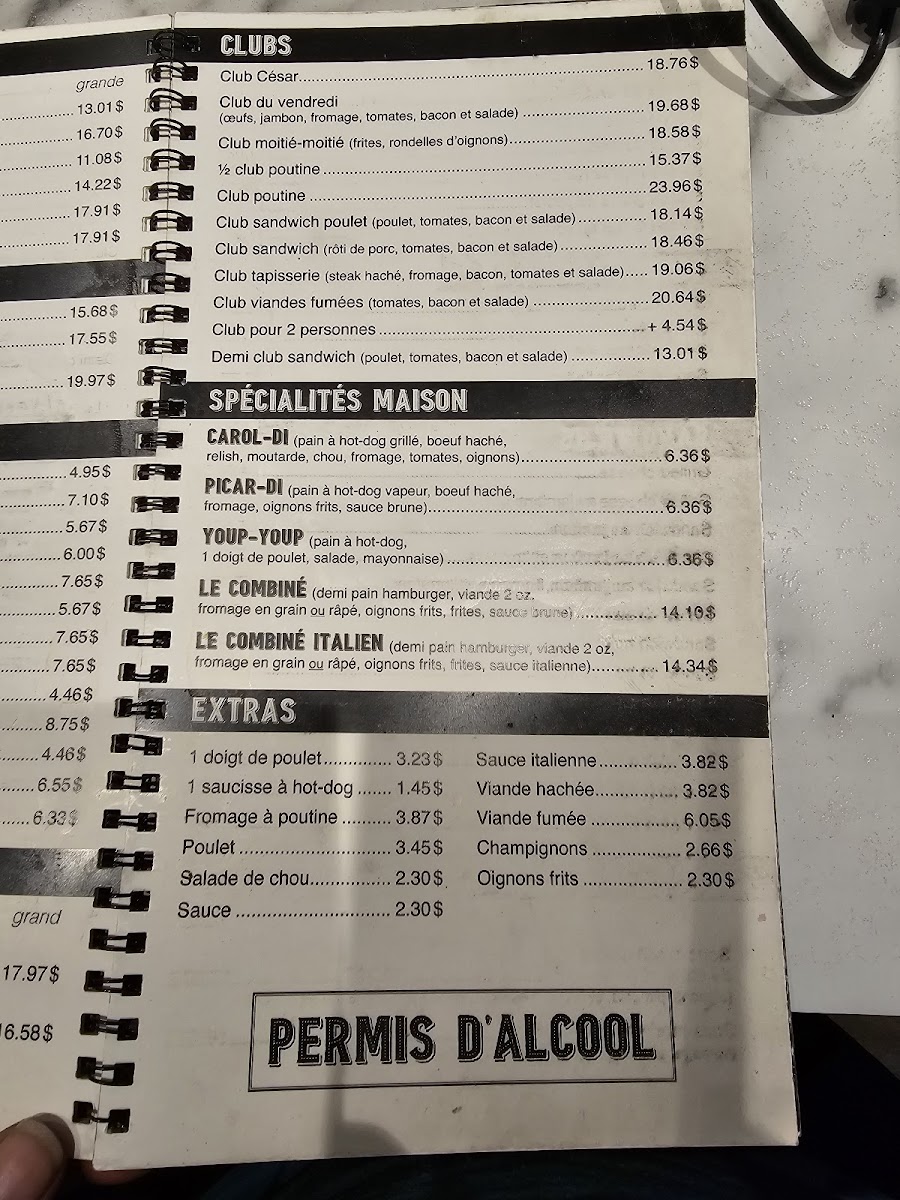 grande
13.01$
16.70$
11.08$
14.22$
17.91$
17.91$
15.68$
17.55$
19.97$
4.95$
7.10$
5.67$
6.00$
7.65$
5.67$
7.65$
7.65$
4.46$
8.75$
4.46$
6.55$
6.33$
grand
17.97$
16.58$
CLUBS
Club César 18.76$
Club du vendredi
(œufs, jambon, fromage, tomates, bacon et salade) 19.68$
Club moitié-moitié (frites, rondelles d'oignons) 18.58$
½ club poutine 15.37$
Club poutine 23.96$
Club sandwich poulet (poulet, tomates, bacon et salade) 18.14$
Club sandwich (rôti de porc, tomates, bacon et salade) 18.46$
Club tapisserie (steak haché, fromage, bacon, tomates et salade) 19.06$
Club viandes fumées (tomates, bacon et salade) 20.64$
Club pour 2 personnes + 4.54$
Demi club sandwich (poulet, tomates, bacon et salade) 13.01$
SPÉCIALITÉS MAISON
CAROL-DI (pain à hot-dog grillé, boeuf haché,
relish, moutarde, chou, fromage, tomates, oignons) 6.36$
PICAR-DI (pain à hot-dog vapeur, boeuf haché,
fromage, oignons frits, sauce brune) 6.36$
YOUP-YOUP (pain à hot-dog,
1 doigt de poulet, salade, mayonnaise) 6.36$
LE COMBINÉ (demi pain hamburger, viande 2 oz,
fromage en grain ou râpé, oignons frits, frites, sauce brune) 14.10$
LE COMBINÉ ITALIEN (demi pain hamburger, viande 2 oz,
fromage en grain ou râpé, oignons frits, frites, sauce italienne) 14.34$
EXTRAS
1 doigt de poulet 3.23$
1 saucisse à hot-dog 1.45$
Fromage à poutine 3.87$
Poulet 3.45$
Salade de chou 2.30$
Sauce 2.30$
Sauce italienne 3.82$
Viande hachée 3.82$
Viande fumée 6.05$
Champignons 2.66$
Oignons frits 2.30$
PERMIS D'ALCOOL